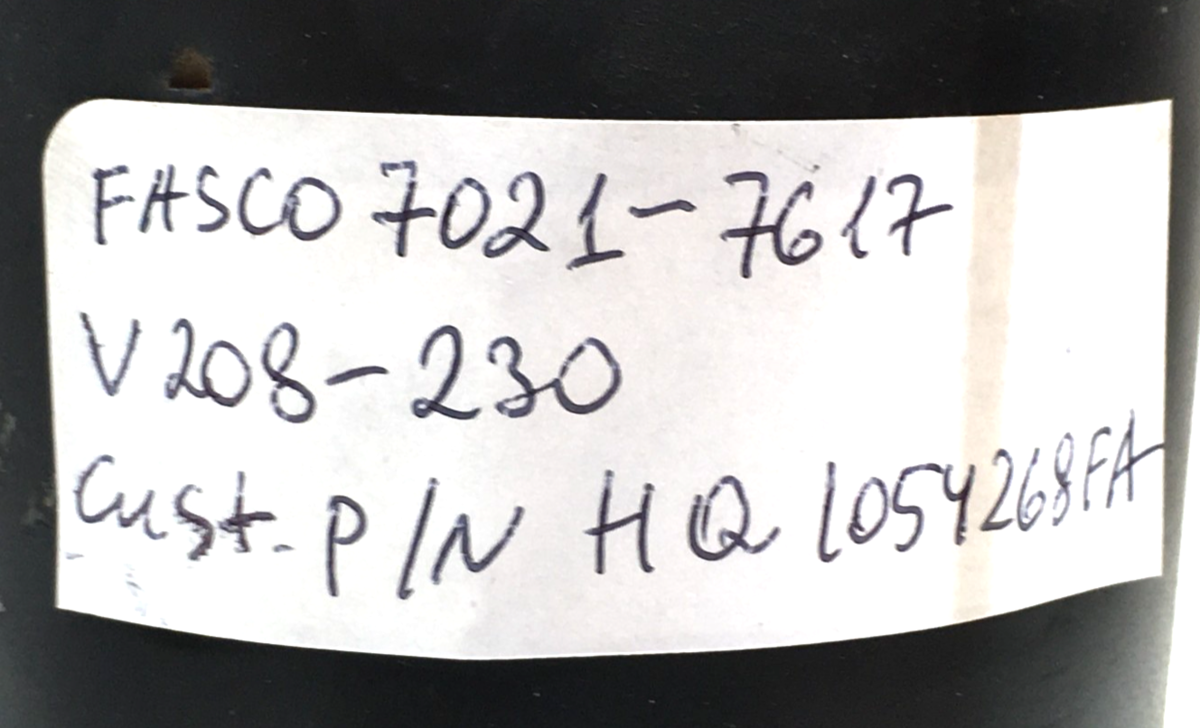 FASCO 7021-7617
V 208-230
Cust. P/N HQ 1054268FA